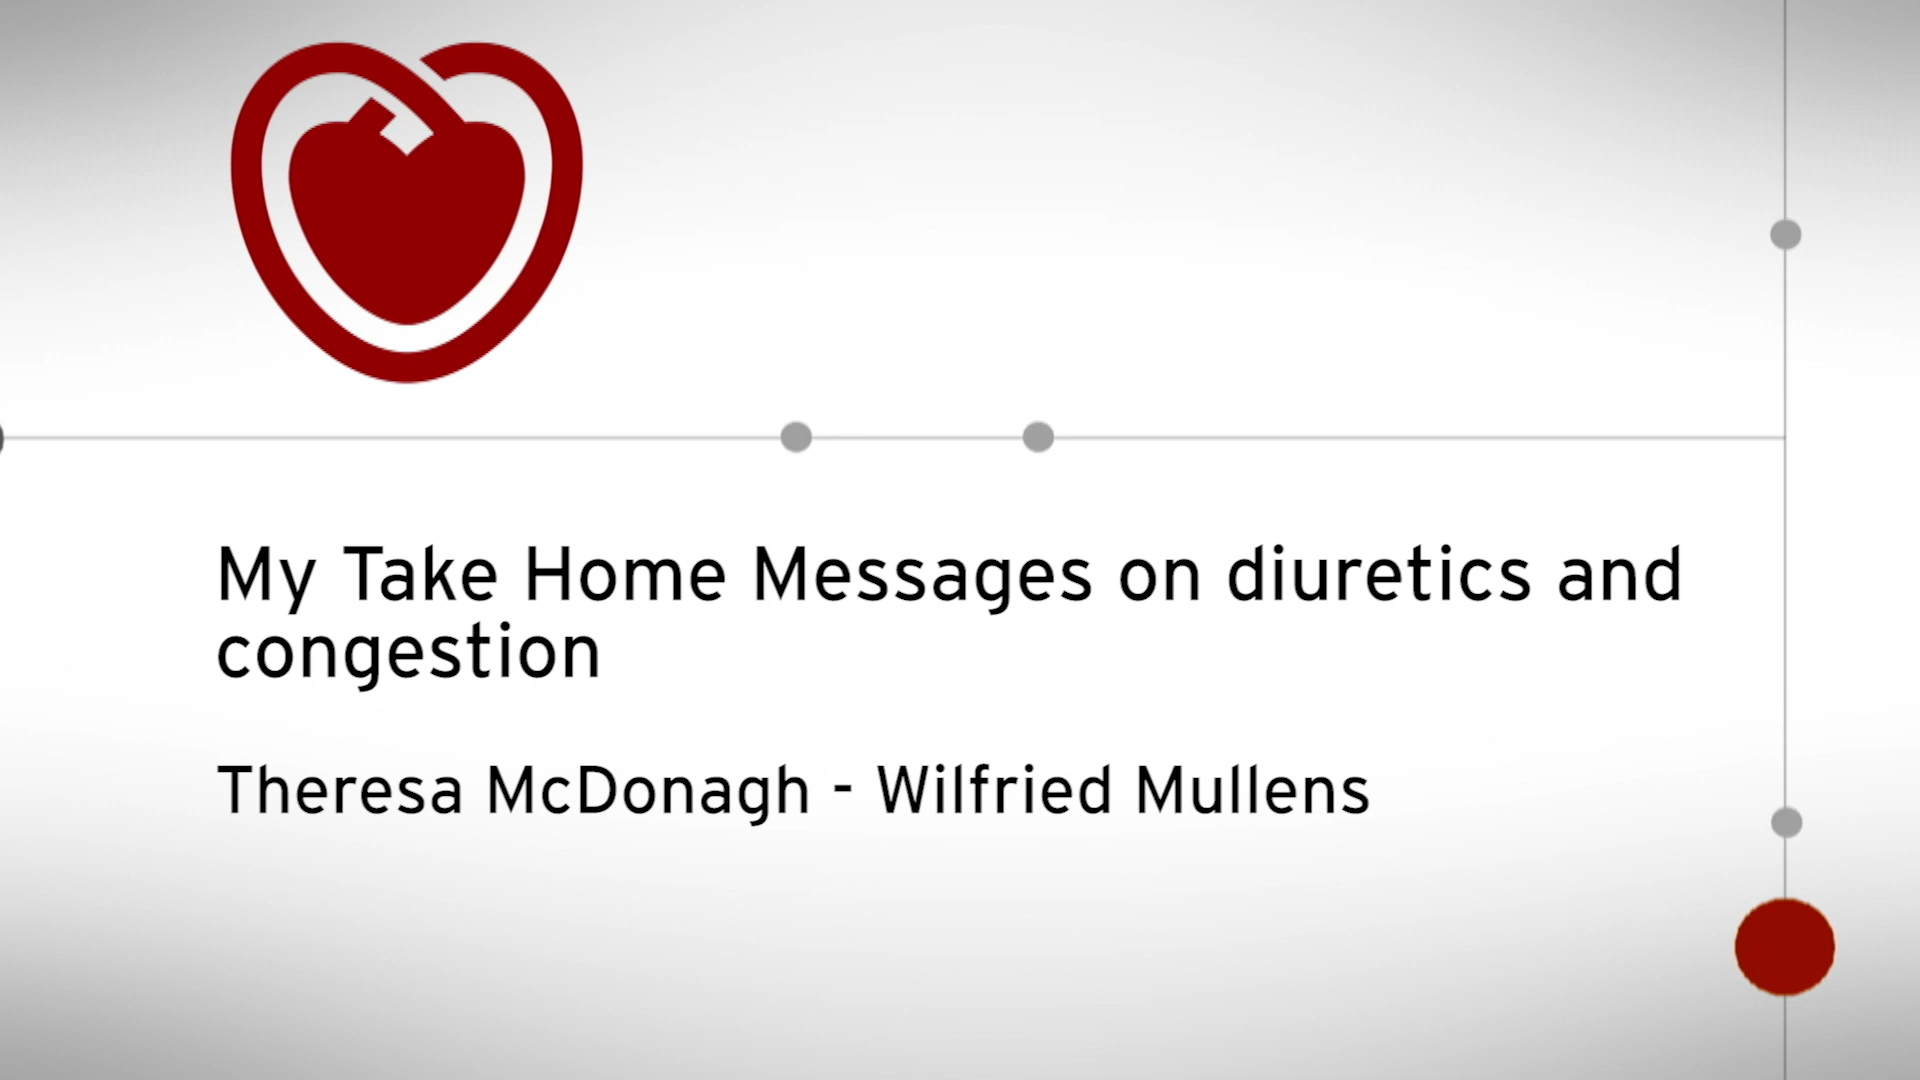 My Take Home Messages on diuretics and
congestion
Theresa McDonagh - Wilfried Mullens